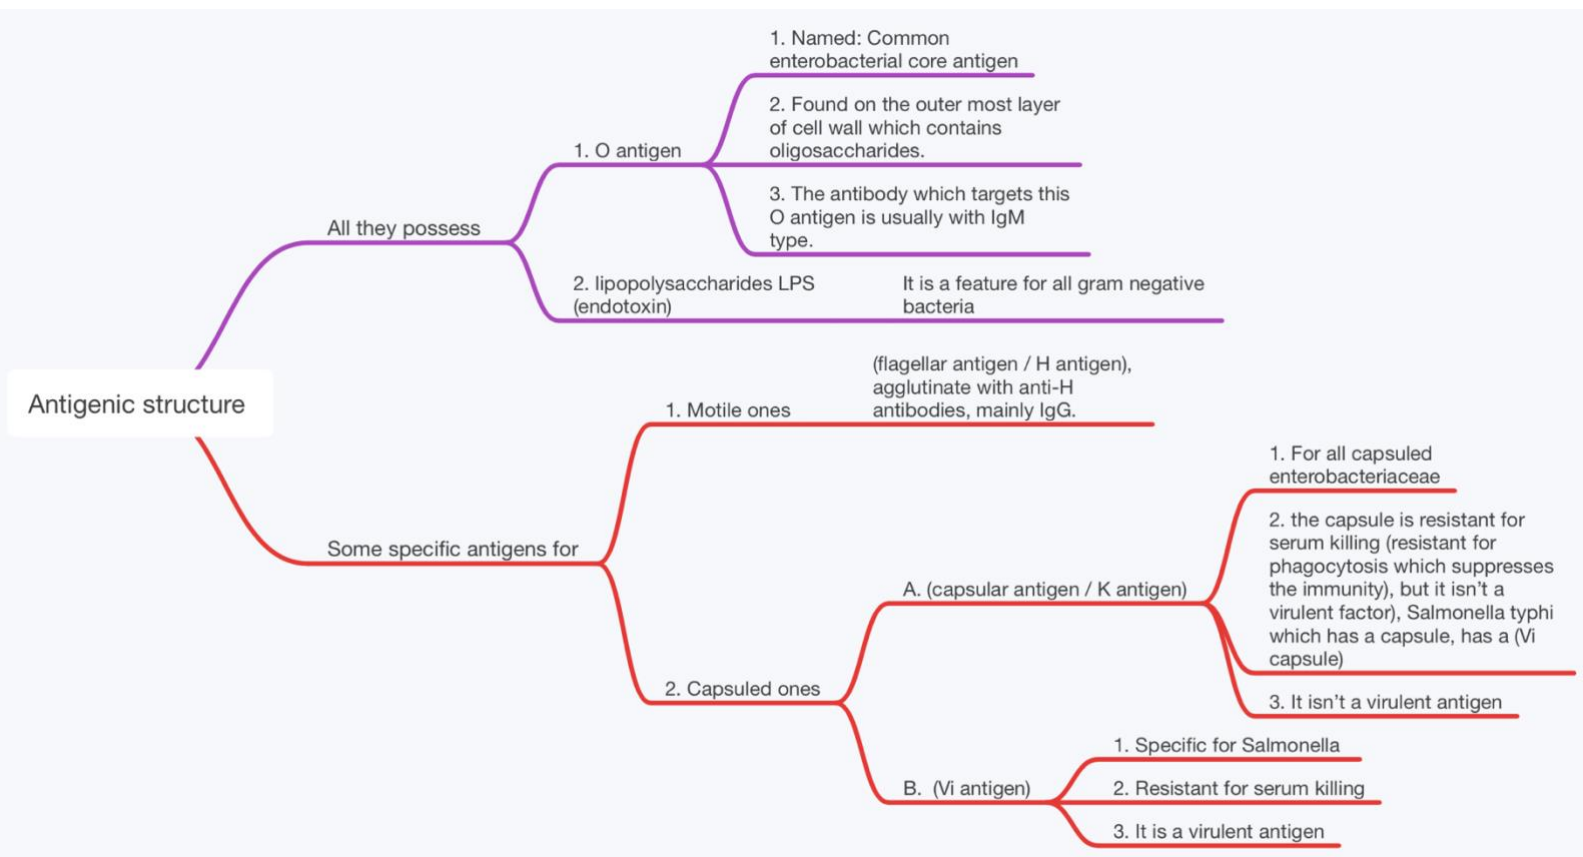 Antigenic structure
All they possess
1. O antigen
1. Named: Common
enterobacterial core antigen
2. Found on the outer most layer
of cell wall which contains
oligosaccharides.
3. The antibody which targets this
O antigen is usually with IgM
type.
2. lipopolysaccharides LPS
(endotoxin)
It is a feature for all gram negative
bacteria
Some specific antigens for
1. Motile ones
(flagellar antigen / H antigen),
agglutinate with anti-H
antibodies, mainly IgG.
2. Capsuled ones
A. (capsular antigen / K antigen)
1. For all capsuled
enterobacteriaceae
2. the capsule is resistant for
serum killing (resistant for
phagocytosis which suppresses
the immunity), but it isn't a
virulent factor), Salmonella typhi
which has a capsule, has a (Vi
capsule)
3. It isn't a virulent antigen
B. (Vi antigen)
1. Specific for Salmonella
2. Resistant for serum killing
3. It is a virulent antigen